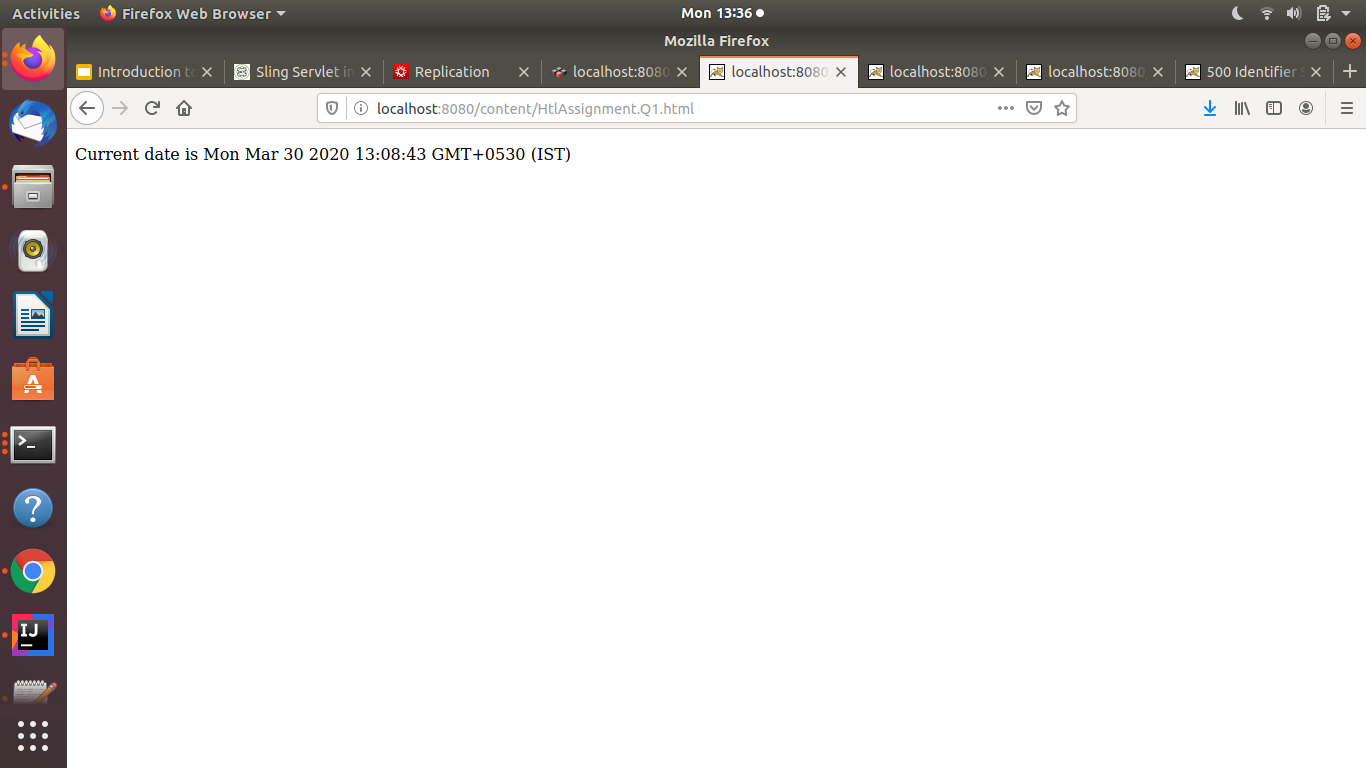 Activities Firefox Web Browser Mon 13:36
Mozilla Firefox
Introduction to Sling Servlet in Replication localhost:8080 localhost:8080 localhost:8080 localhost:8080 500 Identifier
localhost:8080/content/HtlAssignment.Q1.html
Current date is Mon Mar 30 2020 13:08:43 GMT+0530 (IST)
>_
A
?
IJ